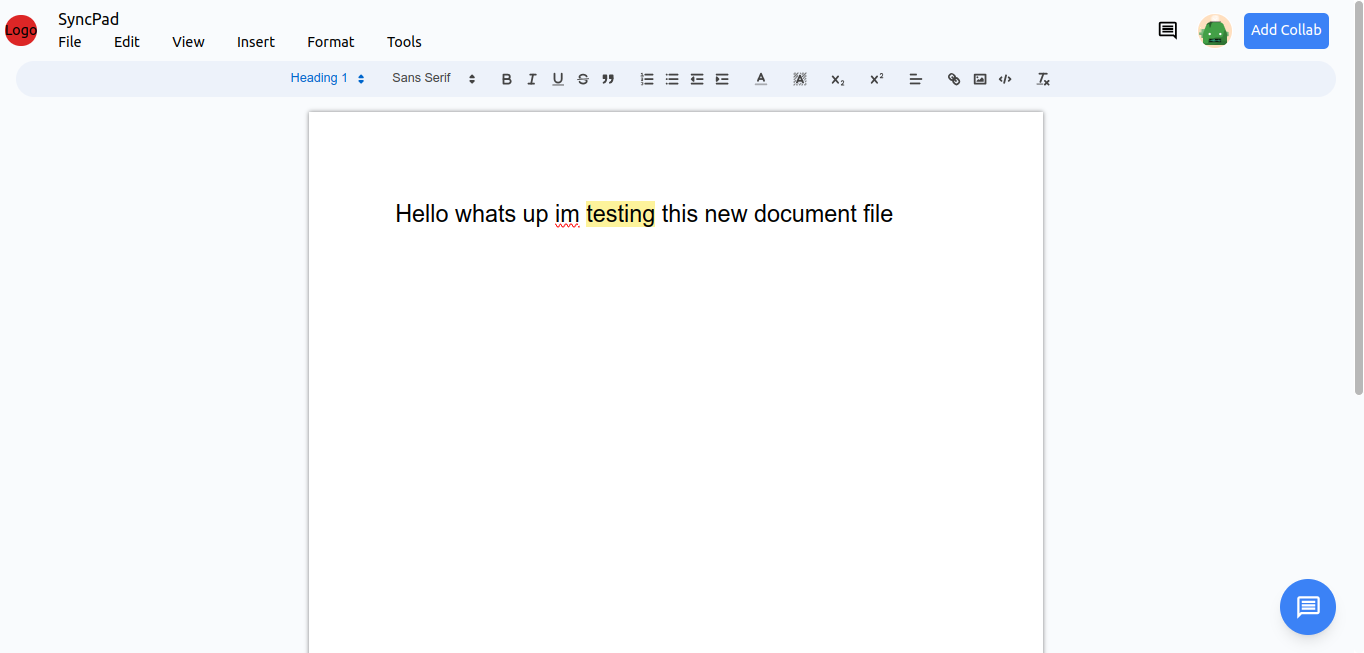 Logo
SyncPad
File Edit View Insert Format Tools
Add Collab
Heading 1 Sans Serif
Hello whats up im testing this new document file